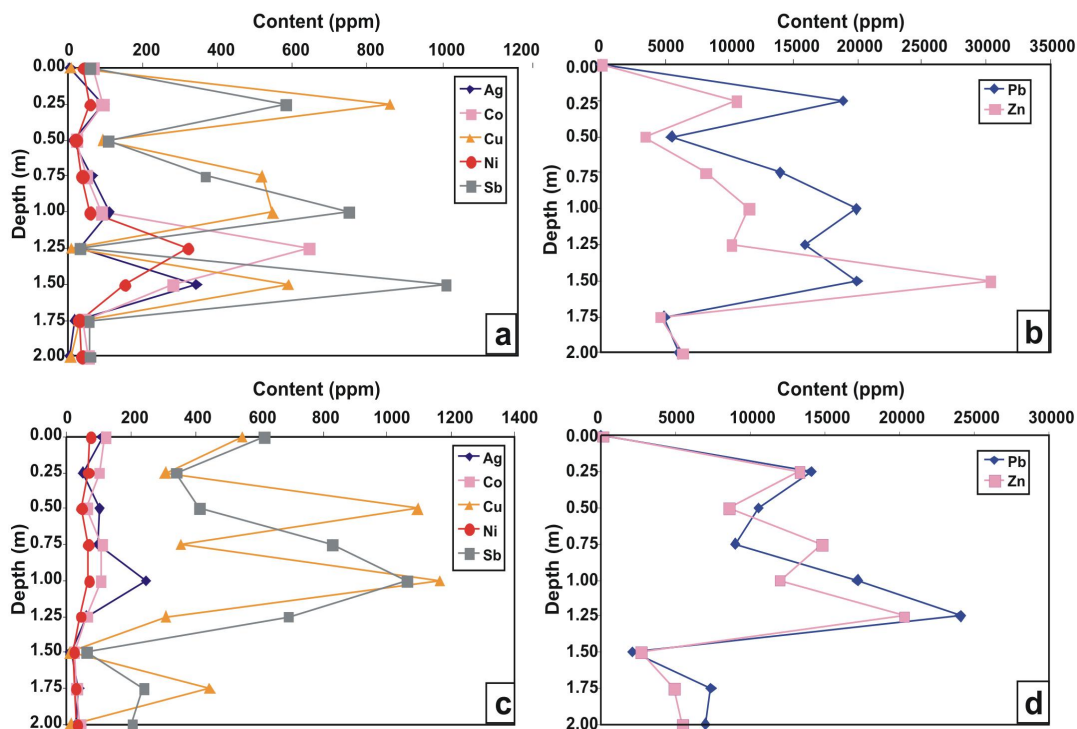 Content (ppm)
0 200 400 600 800 1000 1200
Depth (m)
0.00
0.25
0.50
0.75
1.00
1.25
1.50
1.75
2.00
Ag
Co
Cu
Ni
Sb
a
Content (ppm)
0 5000 10000 15000 20000 25000 30000 35000
Depth (m)
0.00
0.25
0.50
0.75
1.00
1.25
1.50
1.75
2.00
Pb
Zn
b
Content (ppm)
0 200 400 600 800 1000 1200 1400
Depth (m)
0.00
0.25
0.50
0.75
1.00
1.25
1.50
1.75
2.00
Ag
Co
Cu
Ni
Sb
c
Content (ppm)
0 5000 10000 15000 20000 25000 30000
Depth (m)
0.00
0.25
0.50
0.75
1.00
1.25
1.50
1.75
2.00
Pb
Zn
d